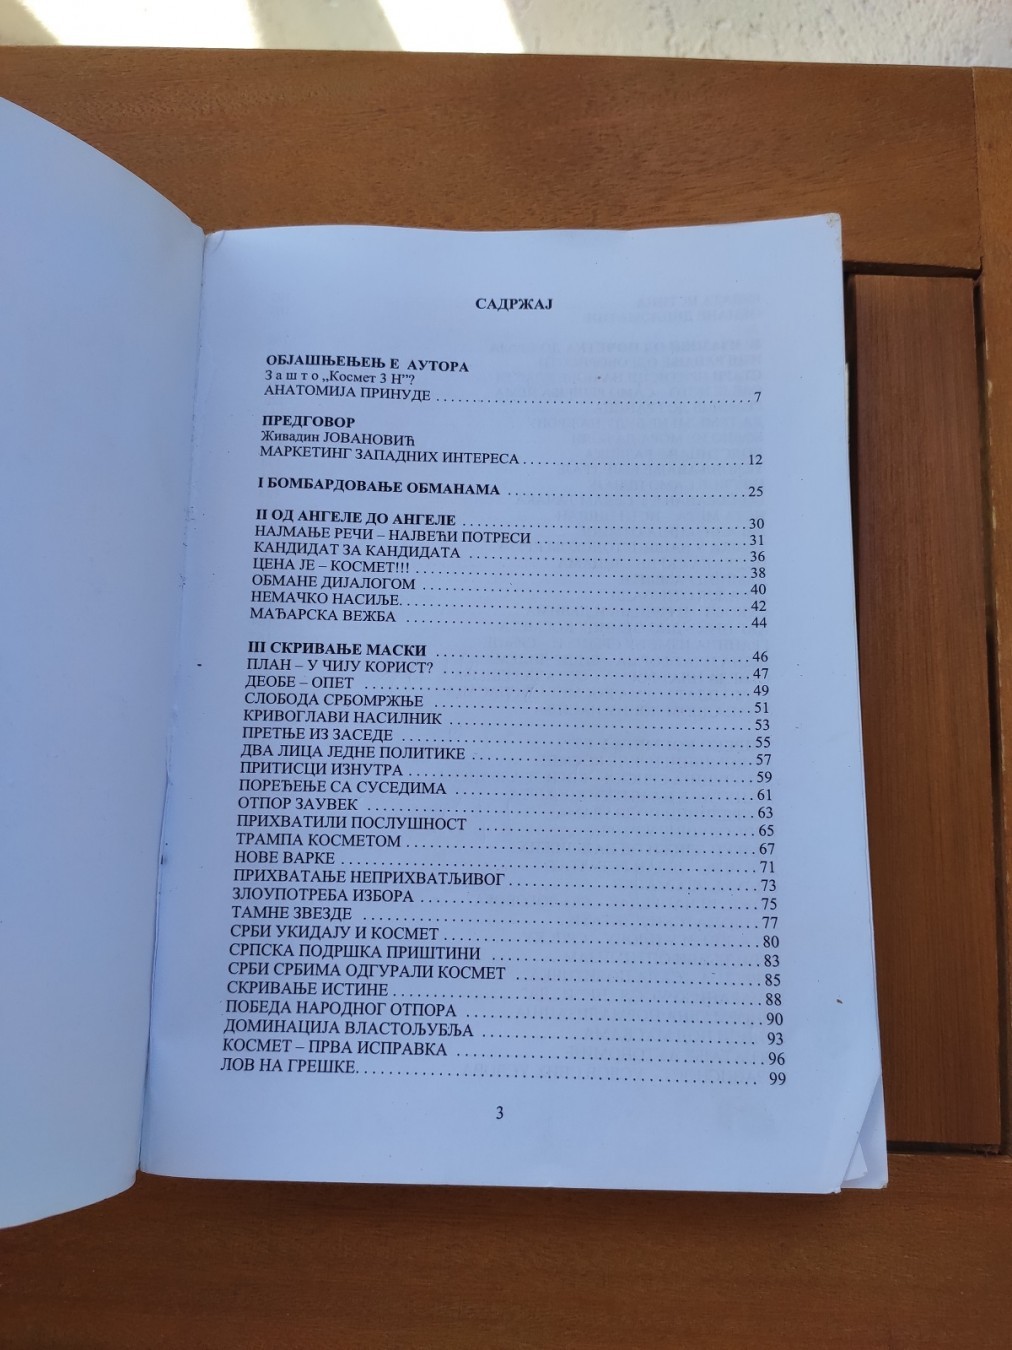 САДРЖАЈ
ОБЈАШЊЕЊЕЊ Е АУТОРА
З а ш т о „Космет 3 Н”?
АНАТОМИЈА ПРИНУДЕ 7
ПРЕДГОВОР
Живадин ЈОВАНОВИЋ
МАРКЕТИНГ ЗАПАДНИХ ИНТЕРЕСА 12
I БОМБАРДОВАЊЕ ОБМАНАМА 25
II ОД АНГЕЛЕ ДО АНГЕЛЕ 30
НАЈМАЊЕ РЕЧИ – НАЈВЕЋИ ПОТРЕСИ 31
КАНДИДАТ ЗА КАНДИДАТА 36
ЦЕНА ЈЕ – КОСМЕТ!!! 38
ОБМАНЕ ДИЈАЛОГОМ 40
НЕМАЧКО НАСИЉЕ 42
МАЂАРСКА ВЕЖБА 44
III СКРИВАЊЕ МАСКИ 46
ПЛАН – У ЧИЈУ КОРИСТ? 47
ДЕОБЕ – ОПЕТ 49
СЛОБОДА СРБОМРЖЊЕ 51
КРИВОГЛАВИ НАСИЛНИК 53
ПРЕТЊЕ ИЗ ЗАСЕДЕ 55
ДВА ЛИЦА ЈЕДНЕ ПОЛИТИКЕ 57
ПРИТИСЦИ ИЗНУТРА 59
ПОРЕЂЕЊЕ СА СУСЕДИМА 61
ОТПОР ЗАУВЕК 63
ПРИХВАТИЛИ ПОСЛУШНОСТ 65
ТРАМПА КОСМЕТОМ 67
НОВЕ ВАРКЕ 71
ПРИХВАТАЊЕ НЕПРИХВАТЉИВОГ 73
ЗЛОУПОТРЕБА ИЗБОРА 75
ТАМНЕ ЗВЕЗДЕ 77
СРБИ УКИДАЈУ И КОСМЕТ 80
СРПСКА ПОДРШКА ПРИШТИНИ 83
СРБИ СРБИМА ОДГУРАЛИ КОСМЕТ 85
СКРИВАЊЕ ИСТИНЕ 88
ПОБЕДА НАРОДНОГ ОТПОРА 90
ДОМИНАЦИЈА ВЛАСТОЉУБЉА 93
КОСМЕТ – ПРВА ИСПРАВКА 96
ЛОВ НА ГРЕШКЕ 99
3